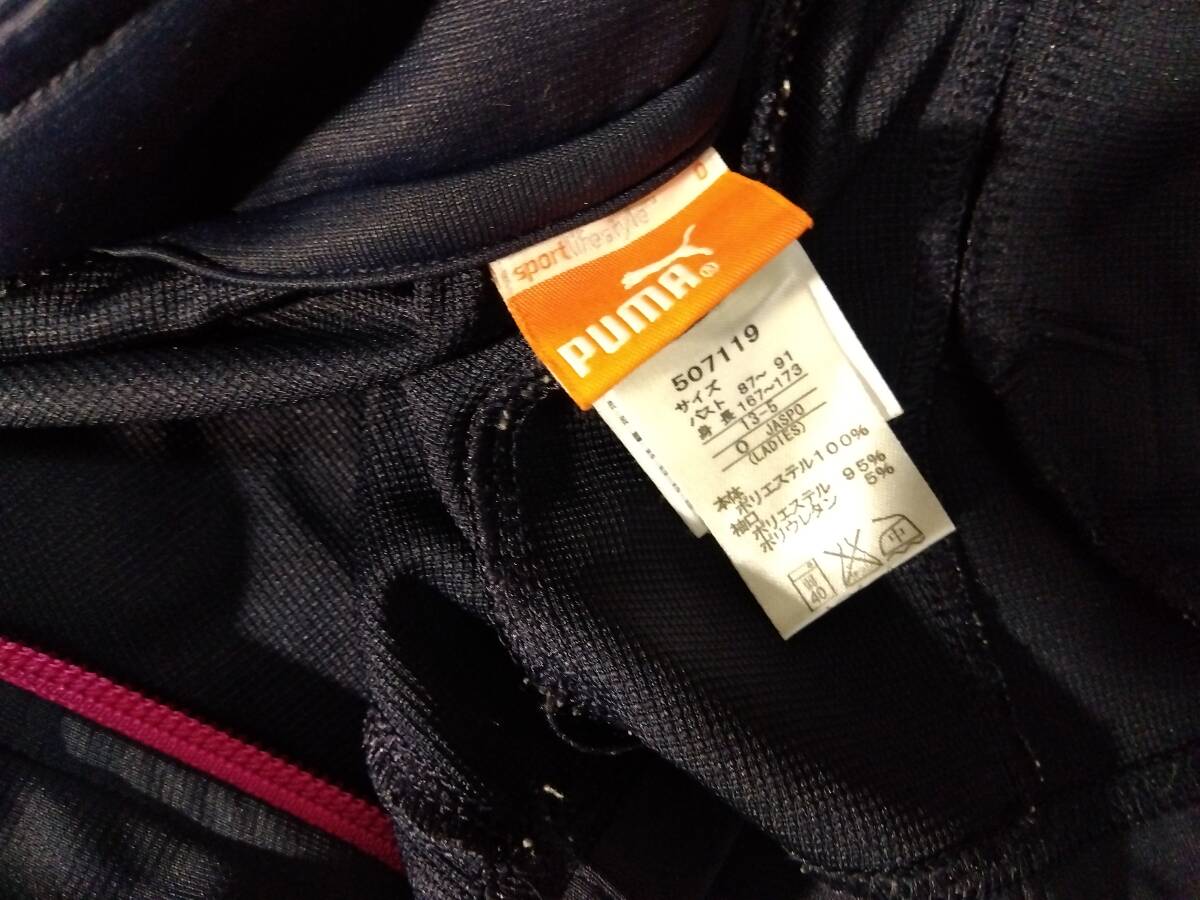 sportlifestyle O
PUMA ®
507119
サイズ
バスト 87～ 91
身 長 167～173
13-5
O JASPO
(LADIES)
本体
ポリエステル100%
袖口
ポリエステル 95%
ポリウレタン 5%
W 40 中